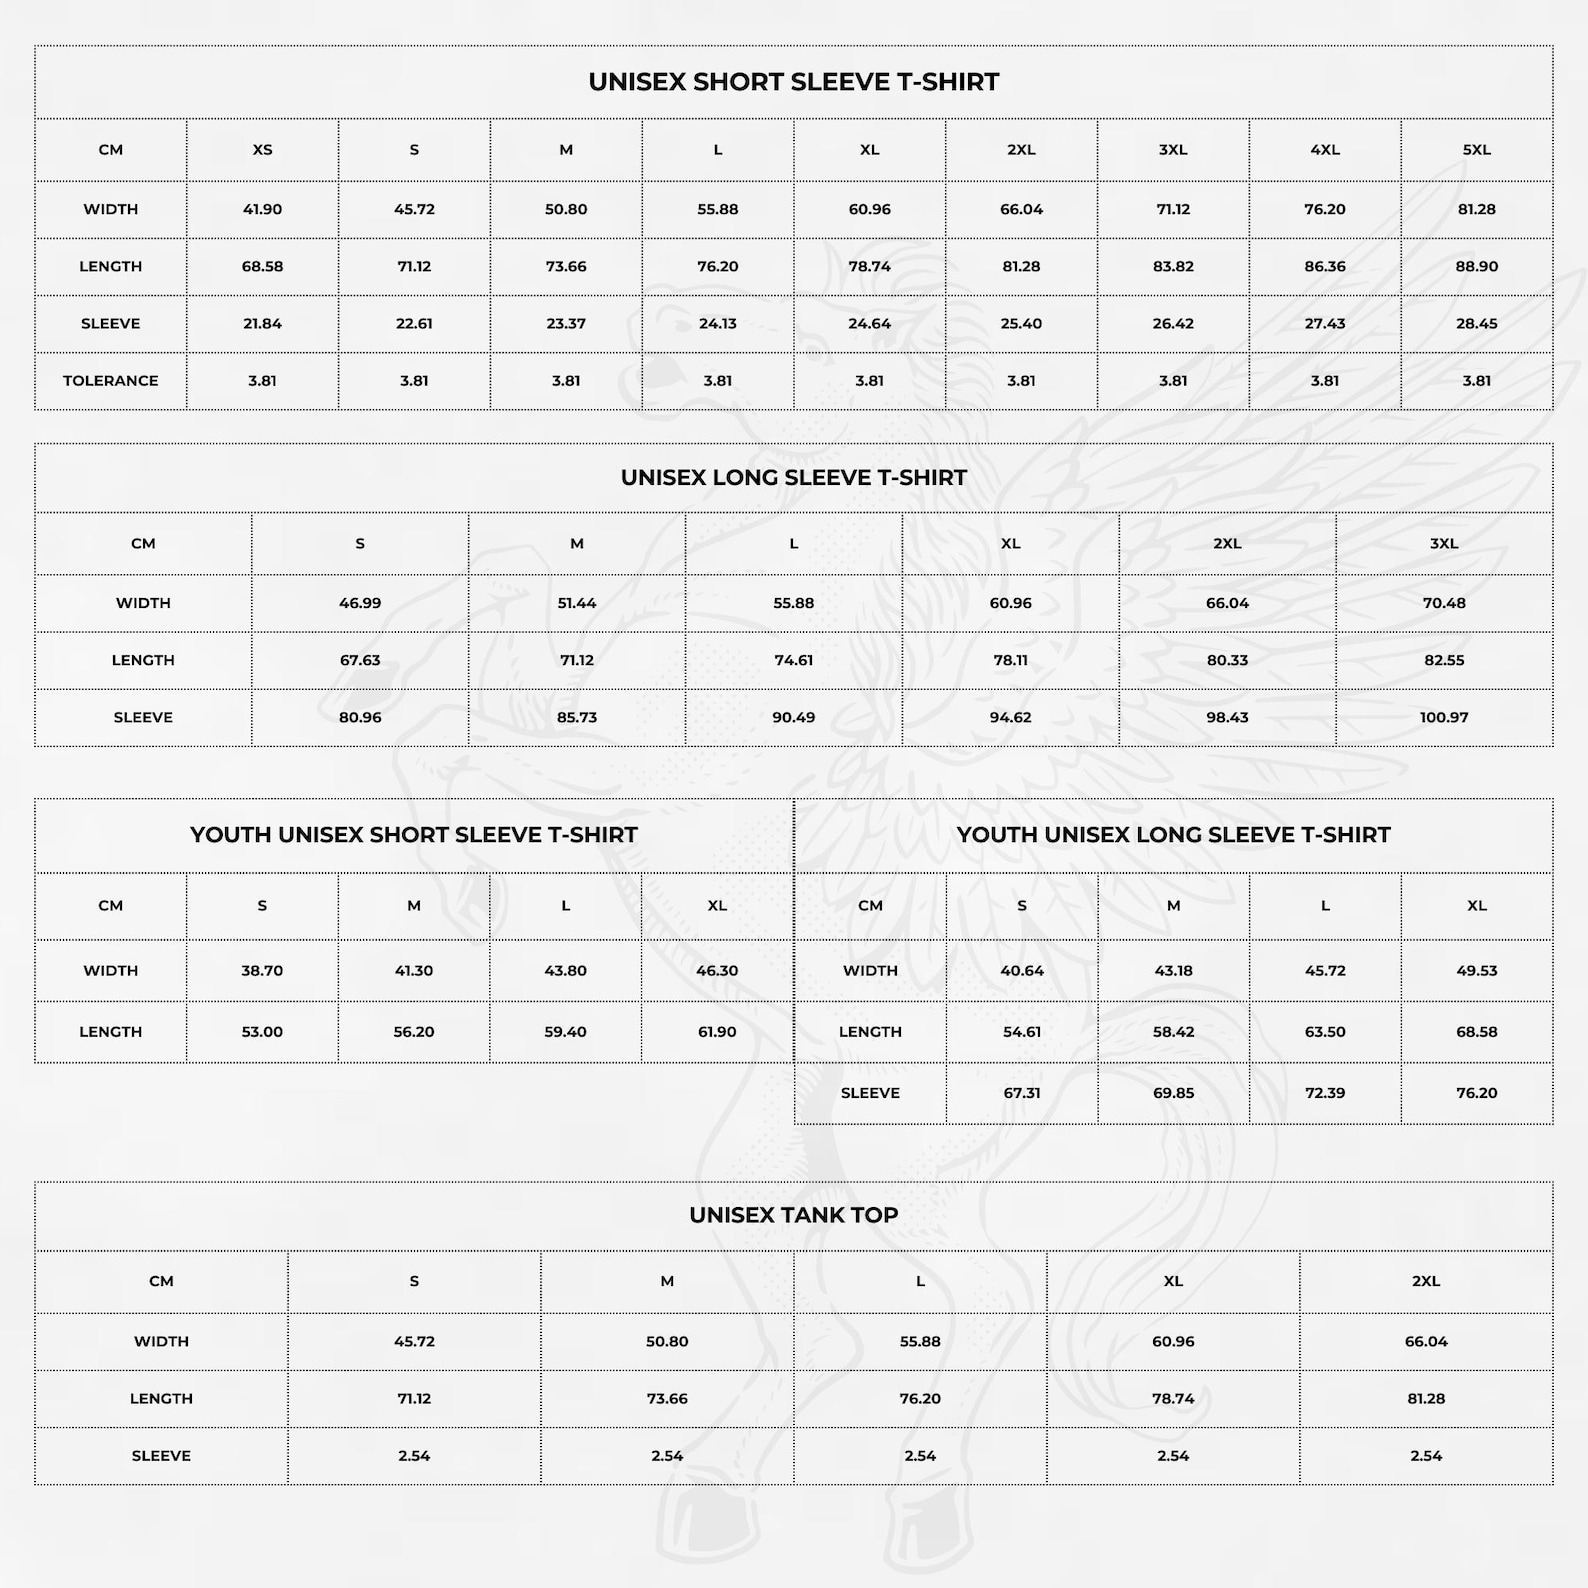 UNISEX SHORT SLEEVE T-SHIRT
CM XS S M L XL 2XL 3XL 4XL 5XL
WIDTH 41.90 45.72 50.80 55.88 60.96 66.04 71.12 76.20 81.28
LENGTH 68.58 71.12 73.66 76.20 78.74 81.28 83.82 86.36 88.90
SLEEVE 21.84 22.61 23.37 24.13 24.64 25.40 26.42 27.43 28.45
TOLERANCE 3.81 3.81 3.81 3.81 3.81 3.81 3.81 3.81 3.81
UNISEX LONG SLEEVE T-SHIRT
CM S M L XL 2XL 3XL
WIDTH 46.99 51.44 55.88 60.96 66.04 70.48
LENGTH 67.63 71.12 74.61 78.11 80.33 82.55
SLEEVE 80.96 85.73 90.49 94.62 98.43 100.97
YOUTH UNISEX SHORT SLEEVE T-SHIRT
CM S M L XL
WIDTH 38.70 41.30 43.80 46.30
LENGTH 53.00 56.20 59.40 61.90
YOUTH UNISEX LONG SLEEVE T-SHIRT
CM S M L XL
WIDTH 40.64 43.18 45.72 49.53
LENGTH 54.61 58.42 63.50 68.58
SLEEVE 67.31 69.85 72.39 76.20
UNISEX TANK TOP
CM S M L XL 2XL
WIDTH 45.72 50.80 55.88 60.96 66.04
LENGTH 71.12 73.66 76.20 78.74 81.28
SLEEVE 2.54 2.54 2.54 2.54 2.54